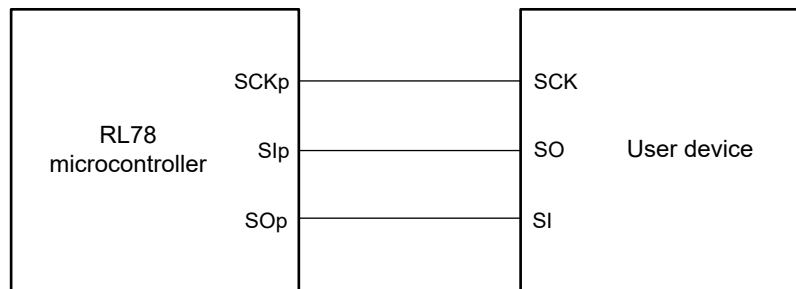 SCKp
SCK
RL78
microcontroller
SIp
SO
User device
SOp
SI